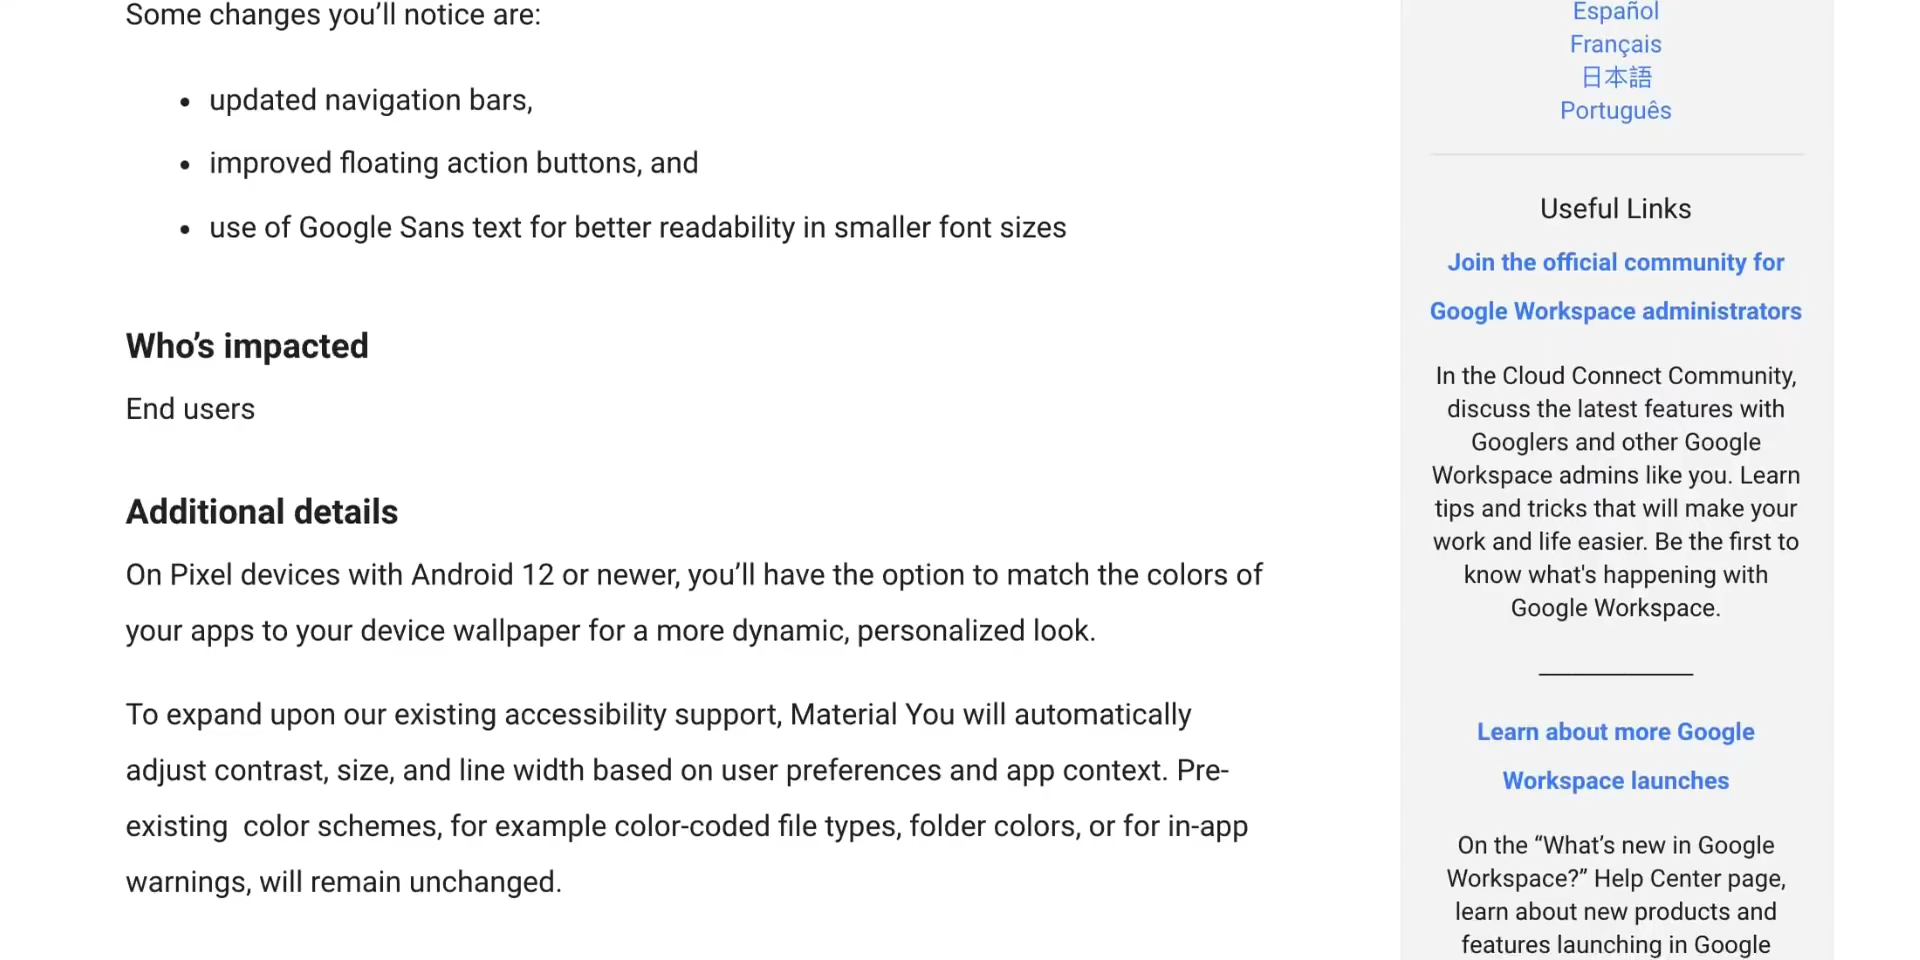 Some changes you’ll notice are:
• updated navigation bars,
• improved floating action buttons, and
• use of Google Sans text for better readability in smaller font sizes
Who’s impacted
End users
Additional details
On Pixel devices with Android 12 or newer, you’ll have the option to match the colors of
your apps to your device wallpaper for a more dynamic, personalized look.
To expand upon our existing accessibility support, Material You will automatically
adjust contrast, size, and line width based on user preferences and app context. Pre-
existing  color schemes, for example color-coded file types, folder colors, or for in-app
warnings, will remain unchanged.
Español
Français
日本語
Português
Useful Links
Join the official community for
Google Workspace administrators
In the Cloud Connect Community,
discuss the latest features with
Googlers and other Google
Workspace admins like you. Learn
tips and tricks that will make your
work and life easier. Be the first to
know what's happening with
Google Workspace.
Learn about more Google
Workspace launches
On the “What’s new in Google
Workspace?” Help Center page,
learn about new products and
features launching in Google